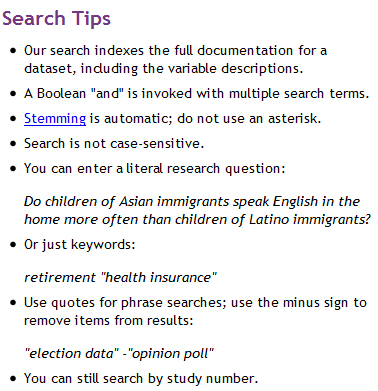 Search Tips
Our search indexes the full documentation for a
dataset, including the variable descriptions.
A Boolean "and" is invoked with multiple search terms.
Stemming is automatic; do not use an asterisk.
Search is not case-sensitive.
You can enter a literal research question:
Do children of Asian immigrants speak English in the
home more often than children of Latino immigrants?
Or just keywords:
retirement "health insurance"
Use quotes for phrase searches; use the minus sign to
remove items from results:
"election data" -"opinion poll"
You can still search by study number.